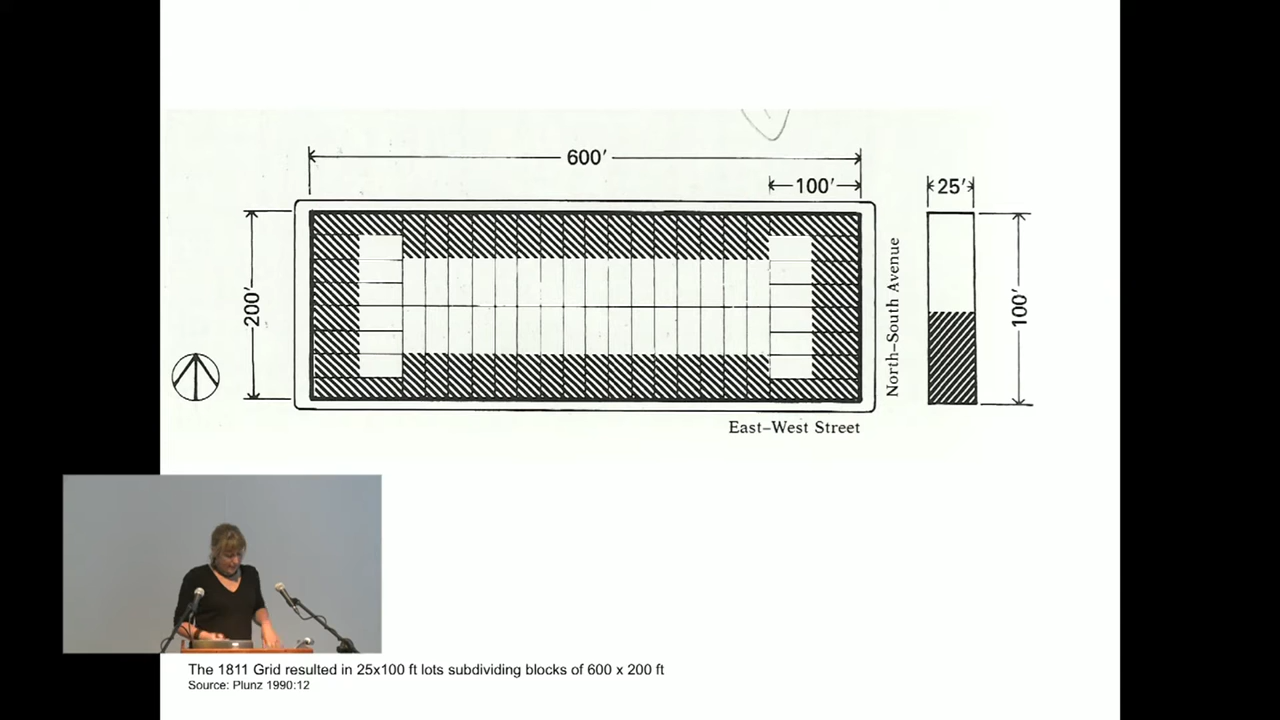 600′
100′
25′
200′
North–South Avenue
100′
East–West Street
The 1811 Grid resulted in 25x100 ft lots subdividing blocks of 600 x 200 ft
Source: Plunz 1990:12